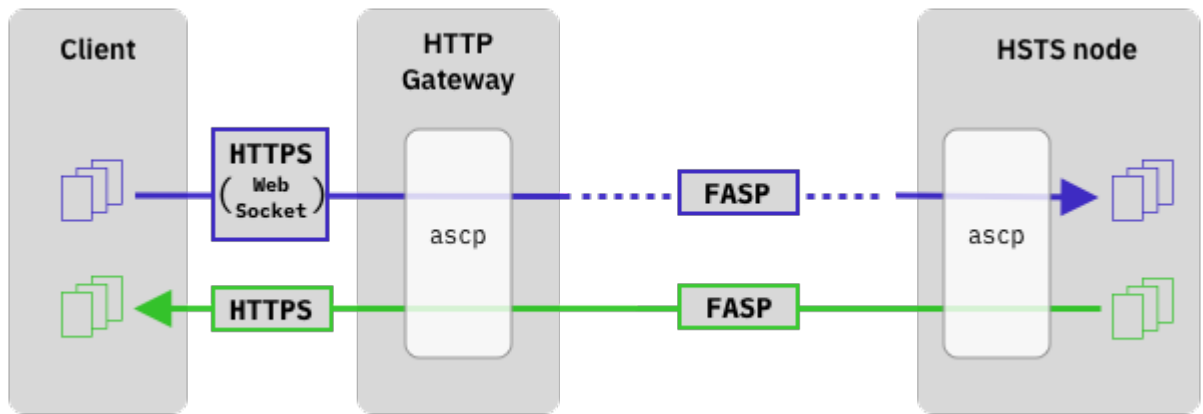 Client
HTTP
Gateway
HSTS node
HTTPS
(Web
Socket)
FASP
ascp
ascp
HTTPS
FASP